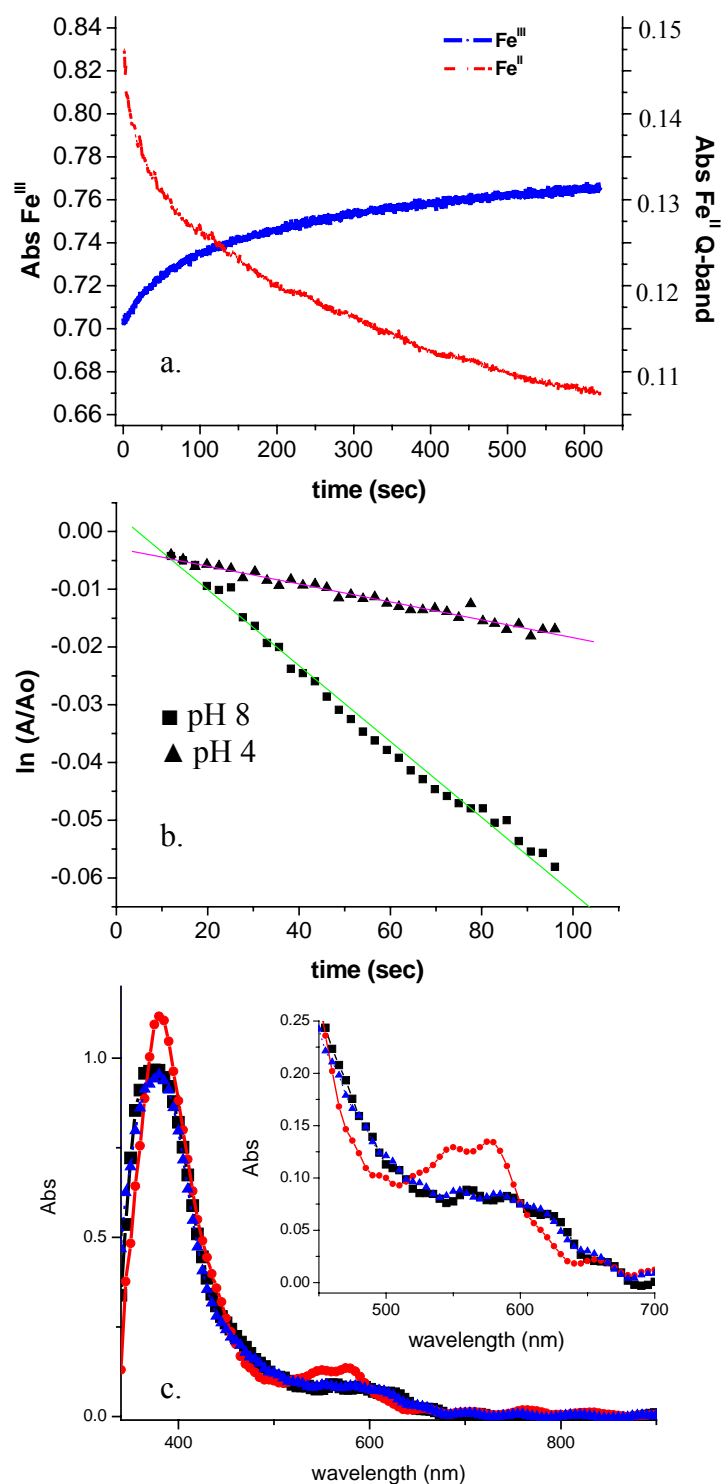 0.84
0.82
0.80
0.78
0.76
0.74
0.72
0.70
0.68
0.66
Abs Fe^III
Fe^III
Fe^II
0.15
0.14
0.13
0.12
0.11
Abs Fe^II Q-band
a.
0 100 200 300 400 500 600
time (sec)
0.00
-0.01
-0.02
-0.03
-0.04
-0.05
-0.06
ln (A/Ao)
pH 8
pH 4
b.
0 20 40 60 80 100
time (sec)
1.0
0.5
0.0
Abs
0.25
0.20
0.15
0.10
0.05
0.00
Abs
500 600 700
wavelength (nm)
c.
400 600 800
wavelength (nm)